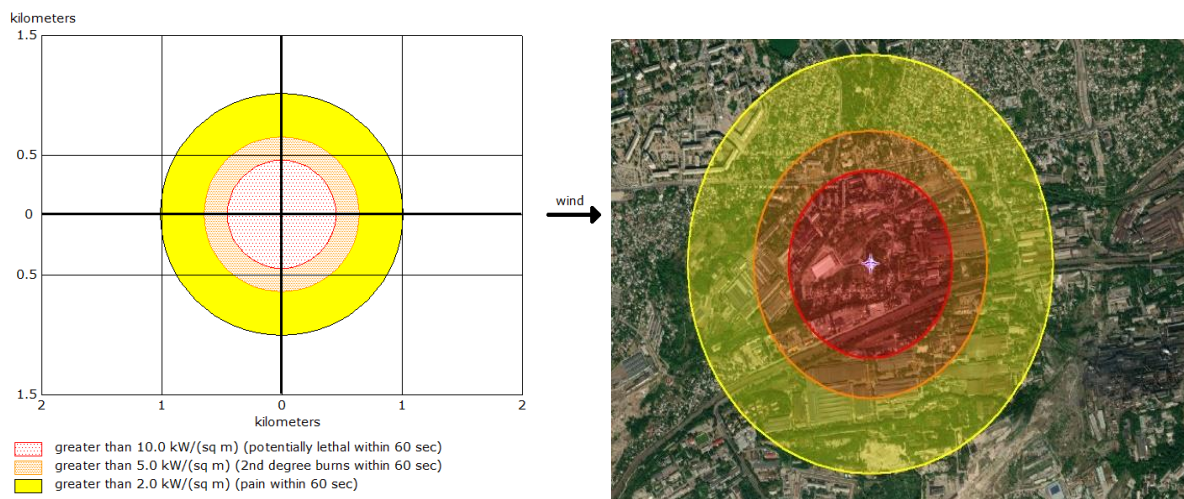 kilometers
1.5
0.5
0
0.5
1.5
2
1
0
1
2
kilometers
wind
greater than 10.0 kW/(sq m) (potentially lethal within 60 sec)
greater than 5.0 kW/(sq m) (2nd degree burns within 60 sec)
greater than 2.0 kW/(sq m) (pain within 60 sec)